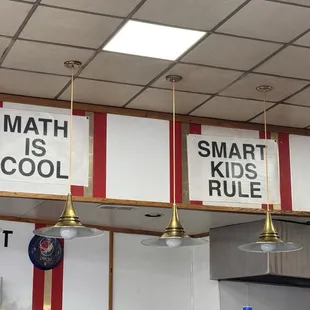 MATH
IS
COOL
SMART
KIDS
RULE
T